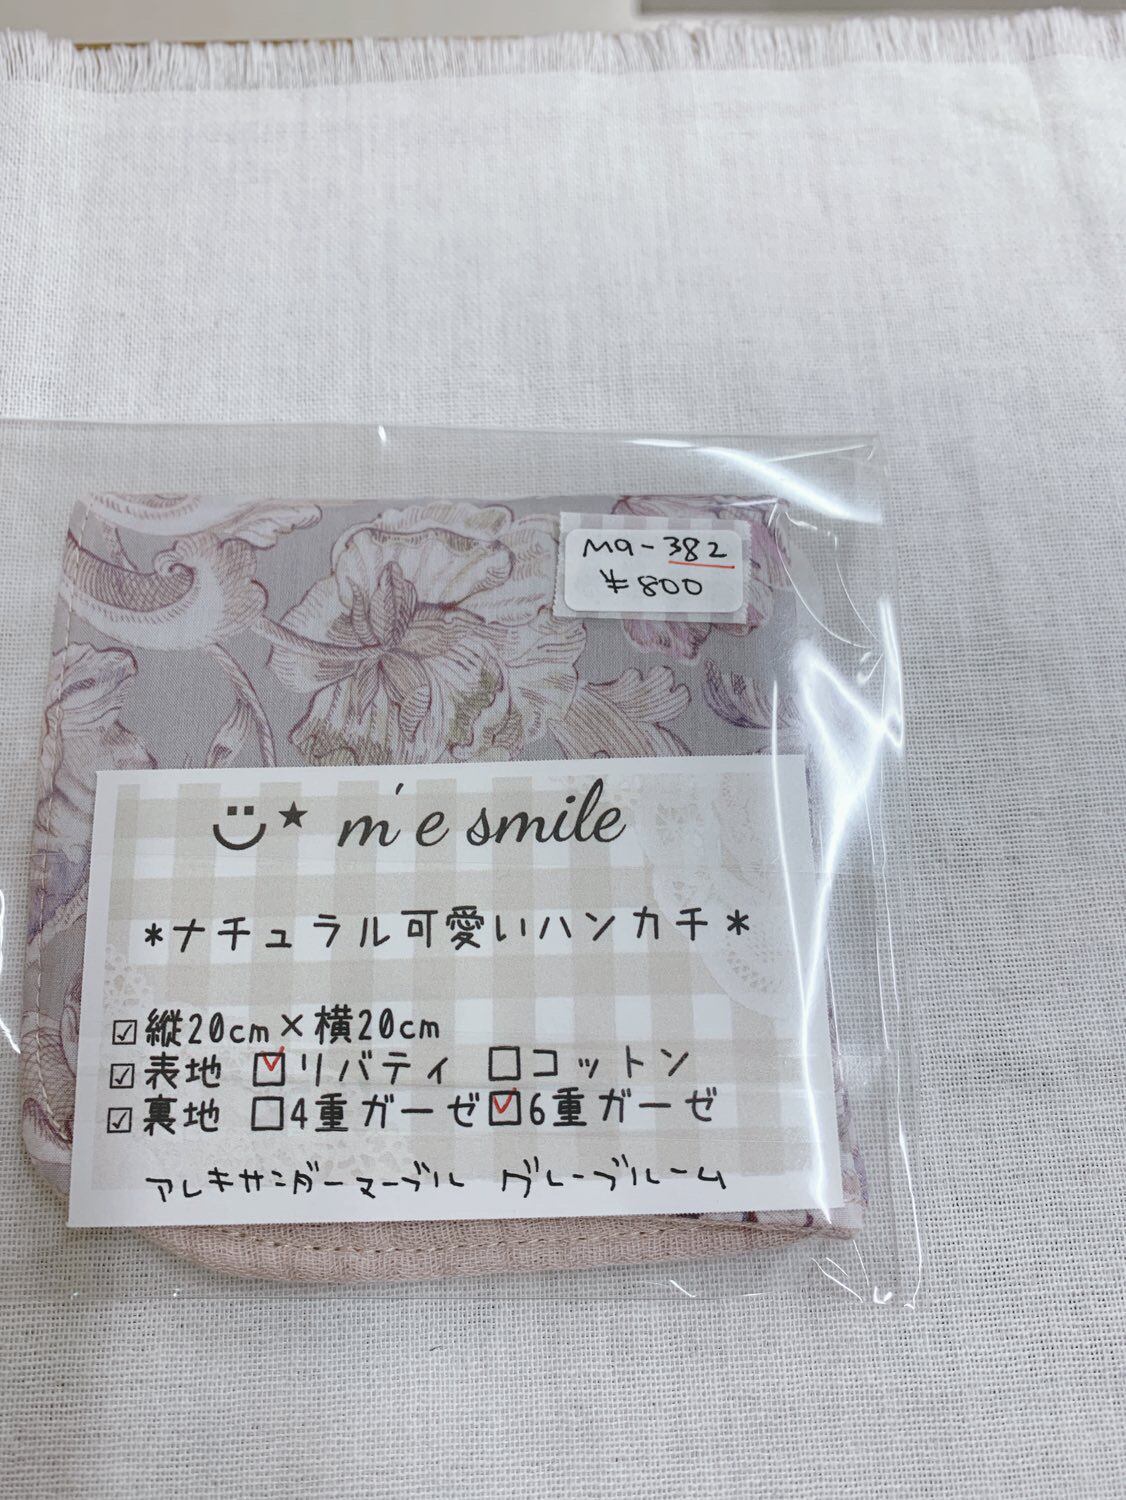 Ma-382
¥800
m'e smile
*ナチュラル可愛いハンカチ*
☑縦20cm×横20cm
☑表地 ☑リバティ □コットン
☑裏地 □4重ガーゼ ☑6重ガーゼ
アレキサンダーマーブル グレーブルーム